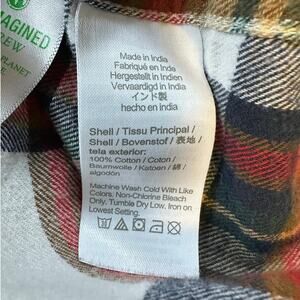 AGINED
REW
PLANET
E
Made in India
Fabriqué en Inde
Hergestellt in Indien
Vervaardigd in India
インド製
hecho en India
Shell / Tissu Principal /
Shell / Bovenstof / 表地 /
tela exterior:
100% Cotton / Coton /
Baumwolle / Katoen / 綿 /
algodón
Machine Wash Cold With Like
Colors. Non-Chlorine Bleach
Only. Tumble Dry Low. Iron on
Lowest Setting.